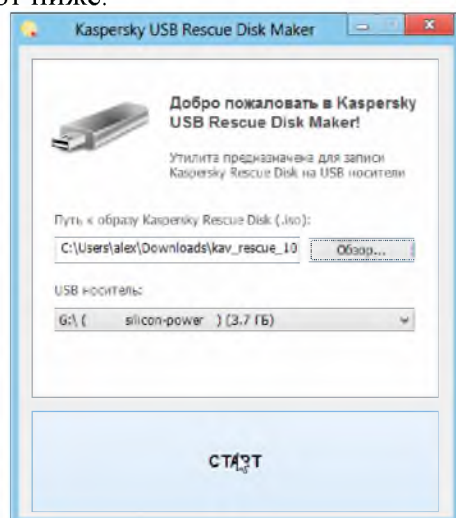 от ниже.
Kaspersky USB Rescue Disk Maker
Добро пожаловать в Kaspersky
USB Rescue Disk Maker!
Утилита предназначена для записи
Kaspersky Rescue Disk на USB носители
Путь к образу Kaspersky Rescue Disk (.iso):
C:\Users\alex\Downloads\kav_rescue_10 Обзор...
USB носитель:
G:\ ( silicon-power ) (3.7 ГБ)
СТАРТ